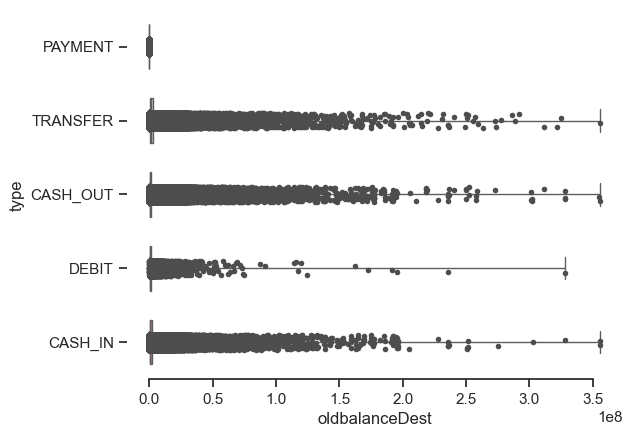 PAYMENT
TRANSFER
CASH_OUT
DEBIT
CASH_IN
type
0.0 0.5 1.0 1.5 2.0 2.5 3.0 3.5
1e8
oldbalanceDest